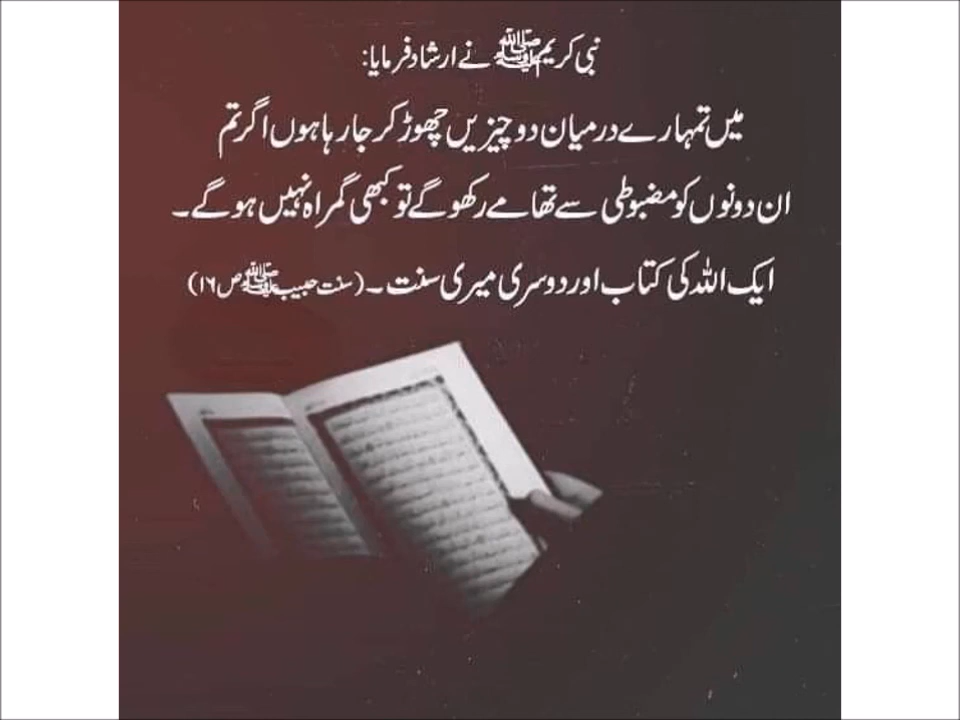 نبی کریم ﷺ نے ارشاد فرمایا:
میں تمہارے درمیان دو چیزیں چھوڑ کر جا رہا ہوں اگر تم
ان دونوں کو مضبوطی سے تھامے رکھو گے تو کبھی گمراہ نہیں ہو گے۔
ایک اللہ کی کتاب اور دوسری میری سنت۔ (سنت حبیب ﷺ ص ۱۶)